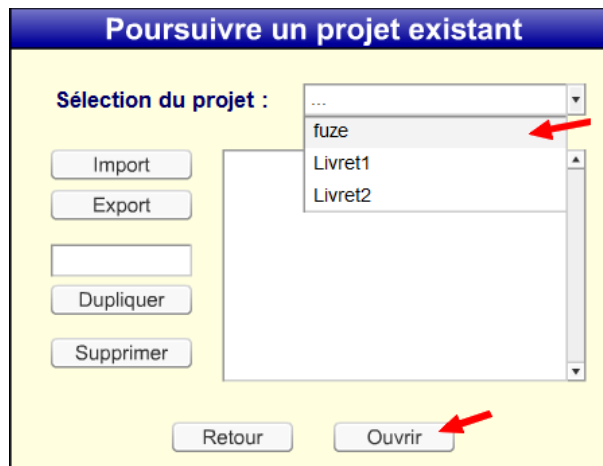 Poursuivre un projet existant
Sélection du projet :
...
fuze
Livret1
Livret2
Import
Export
Dupliquer
Supprimer
Retour
Ouvrir